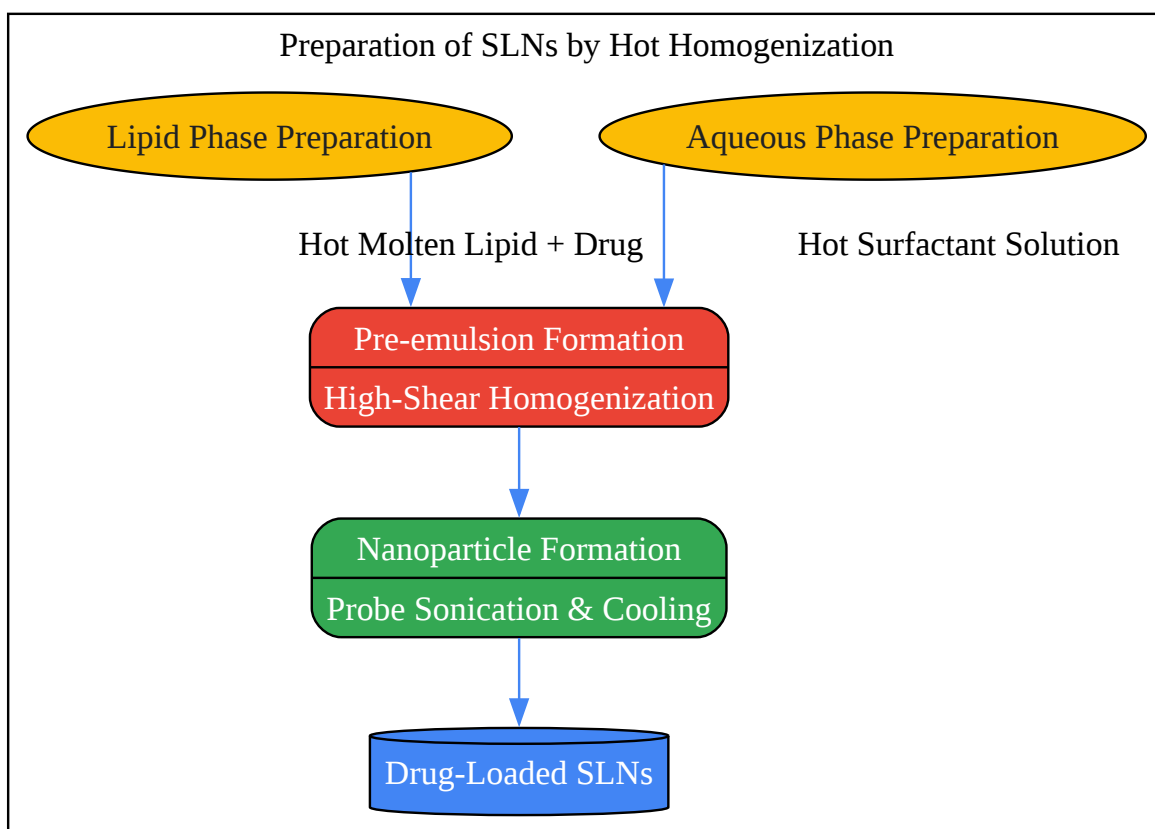 Preparation of SLNs by Hot Homogenization
Lipid Phase Preparation
Aqueous Phase Preparation
Hot Molten Lipid + Drug
Hot Surfactant Solution
Pre-emulsion Formation
High-Shear Homogenization
Nanoparticle Formation
Probe Sonication & Cooling
Drug-Loaded SLNs